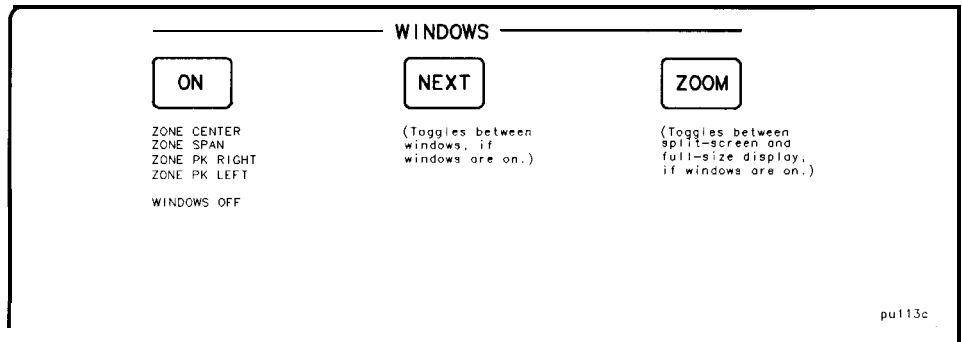 WINDOWS
ON
NEXT
ZOOM
ZONE CENTER
ZONE SPAN
ZONE PK RIGHT
ZONE PK LEFT
WINDOWS OFF
(Toggles between
windows, if
windows are on.)
(Toggles between
split-screen and
full-size display,
if windows are on.)
pu113c